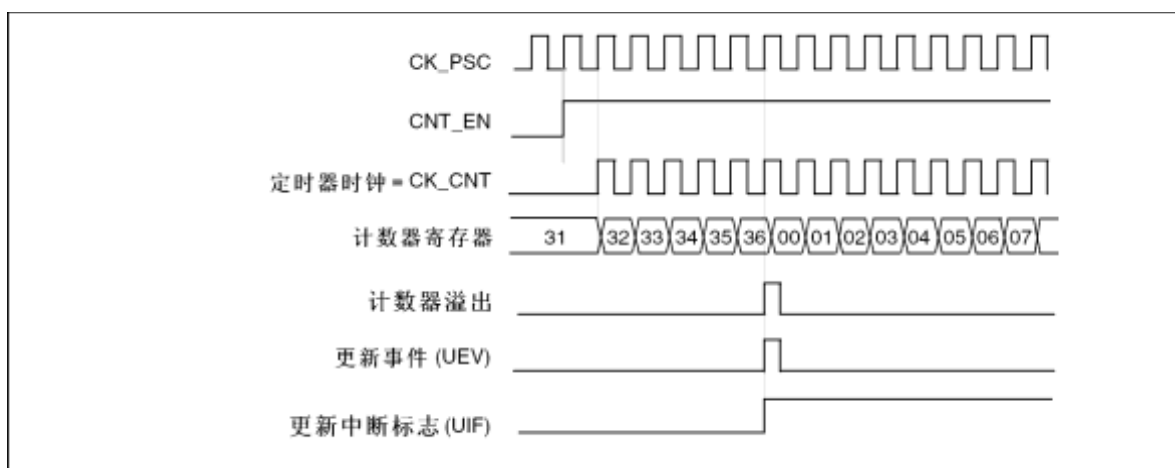 CK_PSC
CNT_EN
定时器时钟 = CK_CNT
计数器寄存器 31 32 33 34 35 36 00 01 02 03 04 05 06 07
计数器溢出
更新事件 (UEV)
更新中断标志 (UIF)